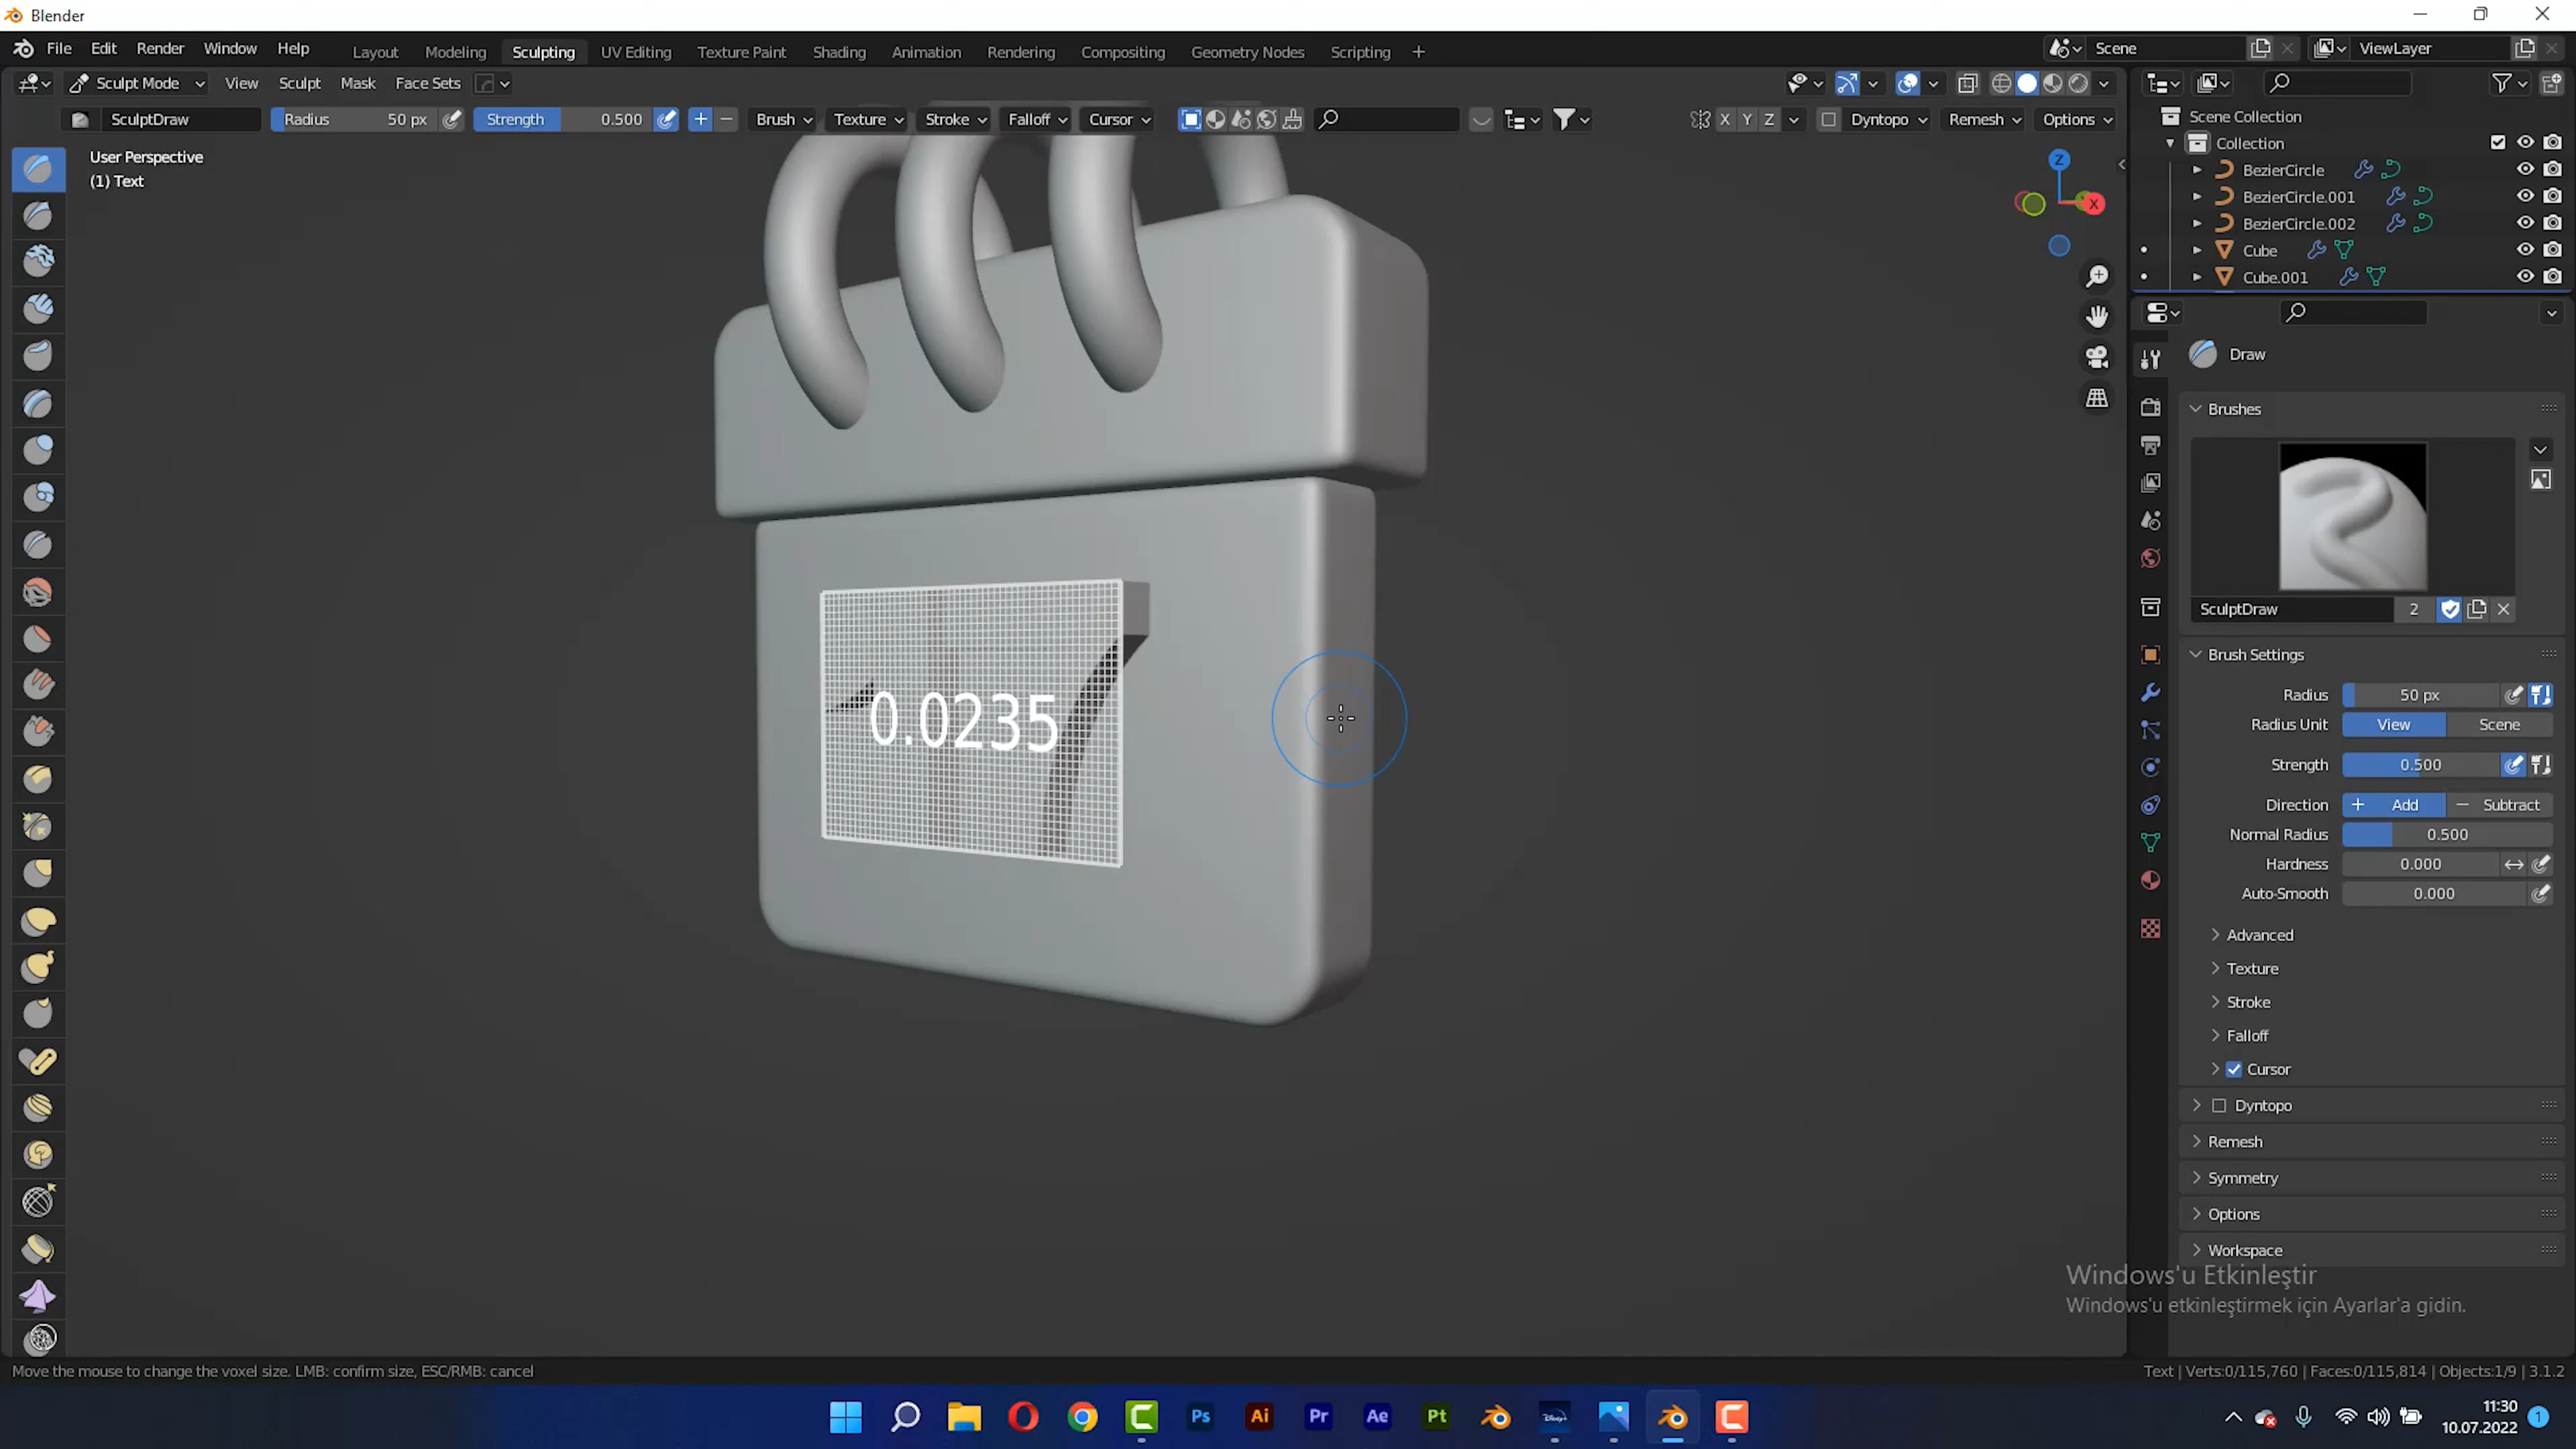 Blender
File Edit Render Window Help Layout Modeling Sculpting UV Editing Texture Paint Shading Animation Rendering Compositing Geometry Nodes Scripting + Scene ViewLayer
Sculpt Mode View Sculpt Mask Face Sets
SculptDraw Radius 50 px Strength 0.500 Brush Texture Stroke Falloff Cursor X Y Z Dyntopo Remesh Options
User Perspective
(1) Text
Z
X
0.0235
Scene Collection
Collection
BezierCircle
BezierCircle.001
BezierCircle.002
Cube
Cube.001
Draw
Brushes
SculptDraw 2
Brush Settings
Radius 50 px
Radius Unit View Scene
Strength 0.500
Direction + Add − Subtract
Normal Radius 0.500
Hardness 0.000
Auto-Smooth 0.000
Advanced
Texture
Stroke
Falloff
Cursor
Dyntopo
Remesh
Symmetry
Options
Workspace
Windows'u Etkinleştir
Windows'u etkinleştirmek için Ayarlar'a gidin.
Move the mouse to change the voxel size. LMB: confirm size, ESC/RMB: cancel
Text | Verts:0/115,760 | Faces:0/115,814 | Objects:1/9 | 3.1.2
Ps Ai Pr Ae Pt Disney+
11:30
10.07.2022
1